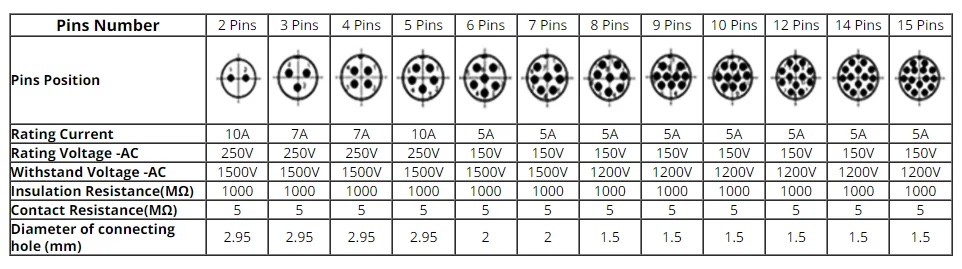 Pins Number 2 Pins 3 Pins 4 Pins 5 Pins 6 Pins 7 Pins 8 Pins 9 Pins 10 Pins 12 Pins 14 Pins 15 Pins
Pins Position
Rating Current 10A 7A 7A 10A 5A 5A 5A 5A 5A 5A 5A 5A
Rating Voltage -AC 250V 250V 250V 250V 150V 150V 150V 150V 150V 150V 150V 150V
Withstand Voltage -AC 1500V 1500V 1500V 1500V 1500V 1500V 1200V 1200V 1200V 1200V 1200V 1200V
Insulation Resistance(MΩ) 1000 1000 1000 1000 1000 1000 1000 1000 1000 1000 1000 1000
Contact Resistance(MΩ) 5 5 5 5 5 5 5 5 5 5 5 5
Diameter of connecting
hole (mm) 2.95 2.95 2.95 2.95 2 2 1.5 1.5 1.5 1.5 1.5 1.5